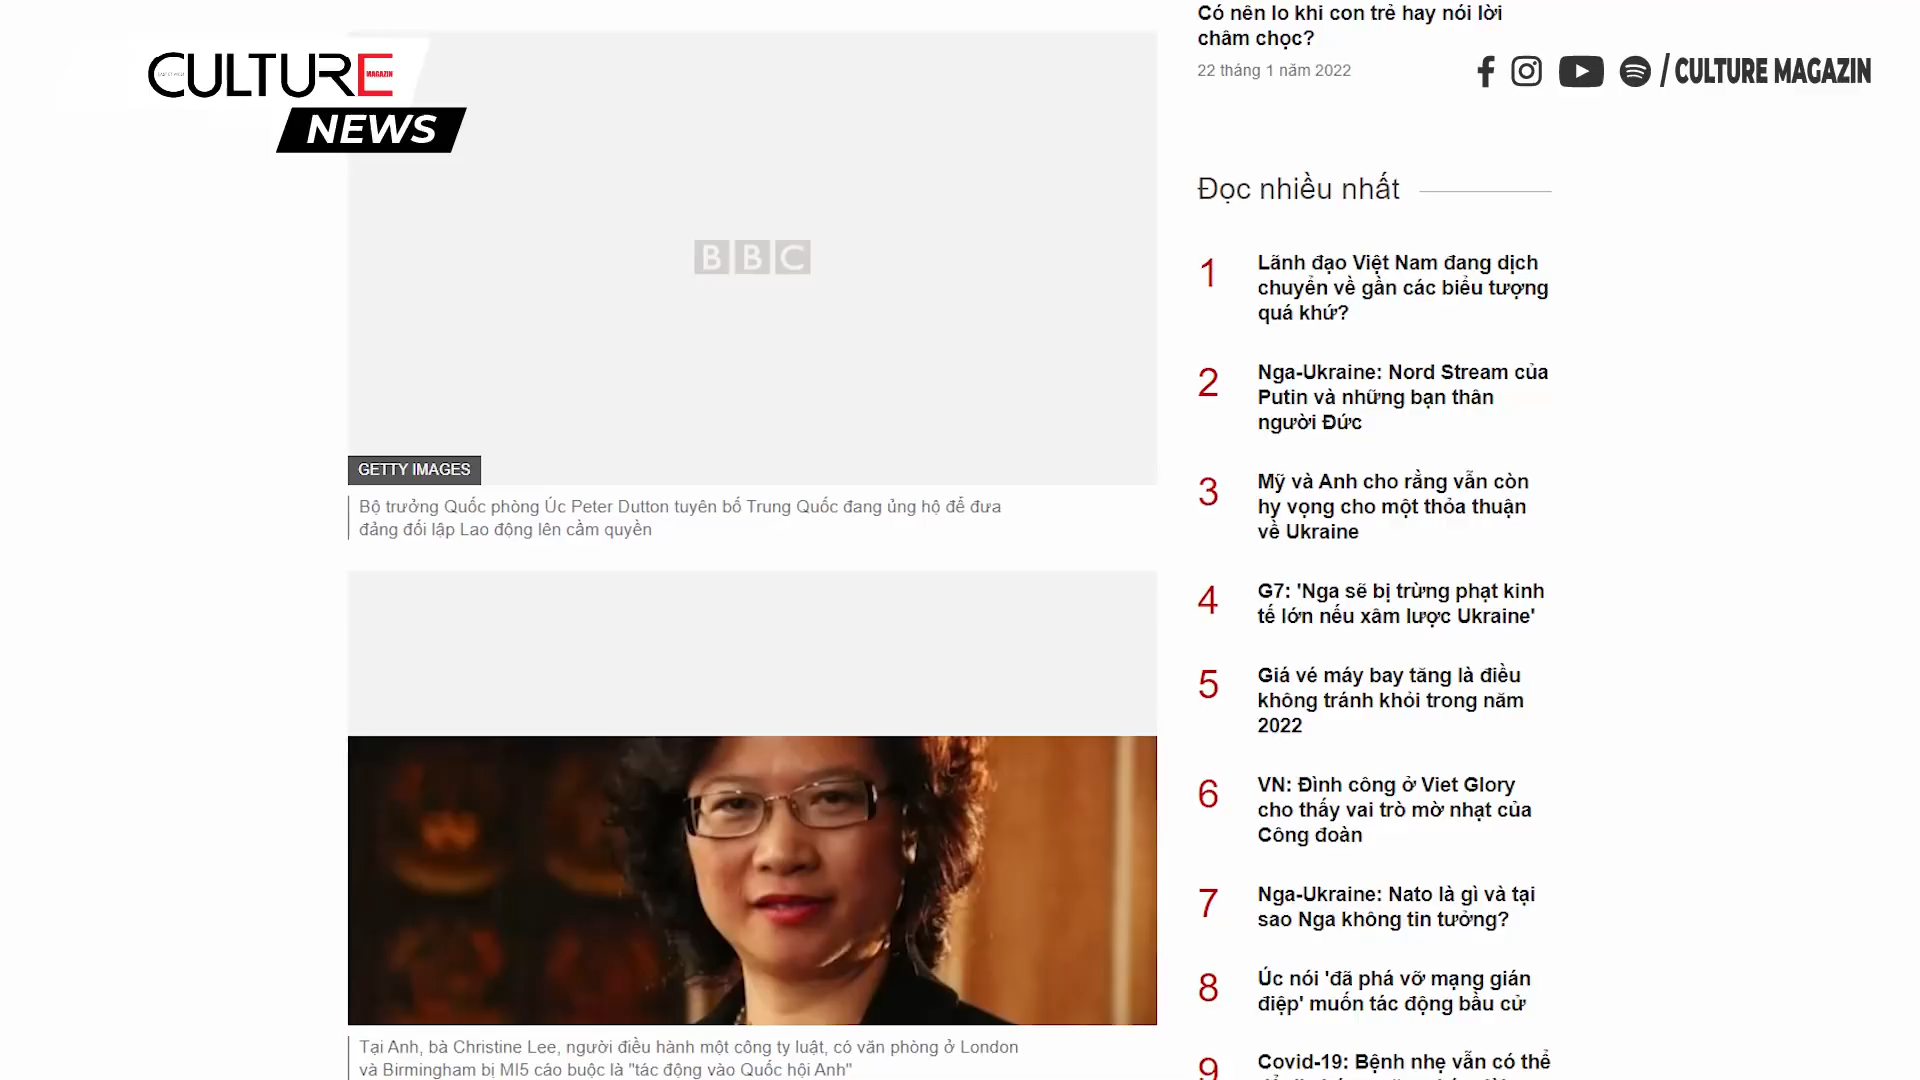 CULTURE
MAGAZIN
NEWS
/ CULTURE MAGAZIN
BBC
GETTY IMAGES
Bộ trưởng Quốc phòng Úc Peter Dutton tuyên bố Trung Quốc đang ủng hộ để đưa
đảng đối lập Lao động lên cầm quyền
Tại Anh, bà Christine Lee, người điều hành một công ty luật, có văn phòng ở London
và Birmingham bị MI5 cáo buộc là "tác động vào Quốc hội Anh"
Có nên lo khi con trẻ hay nói lời
châm chọc?
22 tháng 1 năm 2022
Đọc nhiều nhất
1
Lãnh đạo Việt Nam đang dịch
chuyển về gần các biểu tượng
quá khứ?
2
Nga-Ukraine: Nord Stream của
Putin và những bạn thân
người Đức
3
Mỹ và Anh cho rằng vẫn còn
hy vọng cho một thỏa thuận
về Ukraine
4
G7: 'Nga sẽ bị trừng phạt kinh
tế lớn nếu xâm lược Ukraine'
5
Giá vé máy bay tăng là điều
không tránh khỏi trong năm
2022
6
VN: Đình công ở Viet Glory
cho thấy vai trò mờ nhạt của
Công đoàn
7
Nga-Ukraine: Nato là gì và tại
sao Nga không tin tưởng?
8
Úc nói 'đã phá vỡ mạng gián
điệp' muốn tác động bầu cử
9
Covid-19: Bệnh nhẹ vẫn có thể